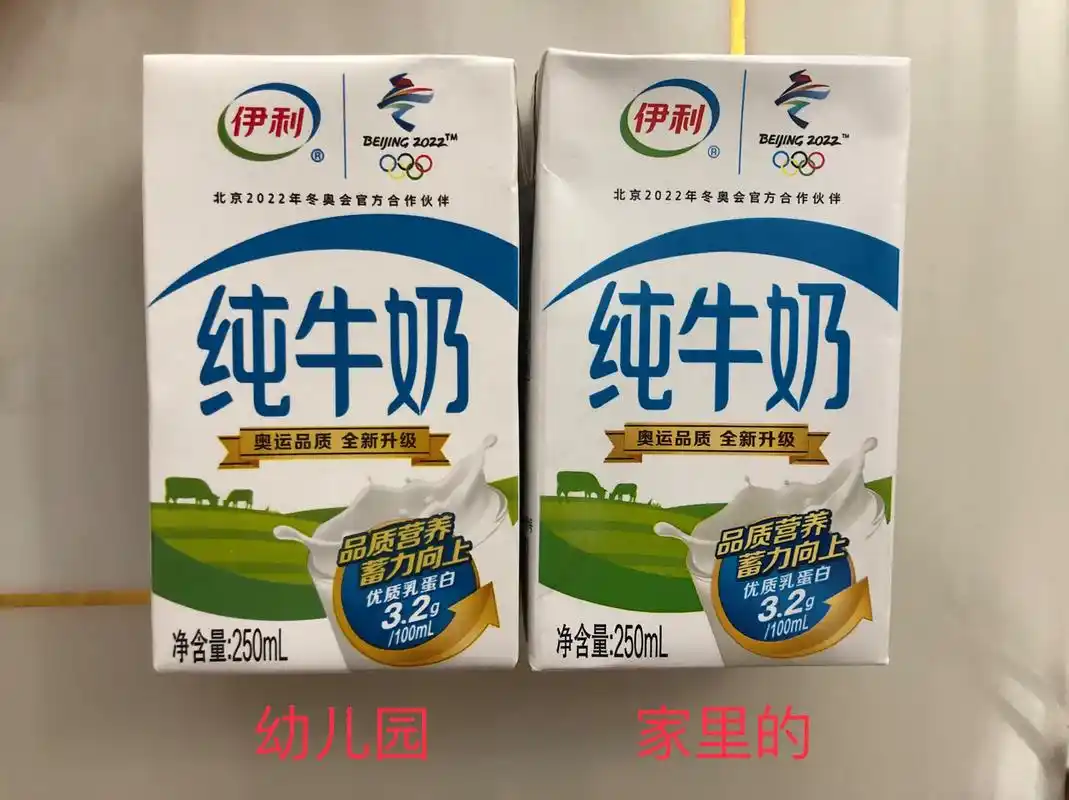 伊利
®
BEIJING 2022™
北京2022年冬奥会官方合作伙伴
纯牛奶
奥运品质 全新升级
品质营养
蓄力向上
优质乳蛋白
3.2g
/100mL
净含量:250mL
幼儿园
伊利
®
BEIJING 2022™
北京2022年冬奥会官方合作伙伴
纯牛奶
奥运品质 全新升级
品质营养
蓄力向上
优质乳蛋白
3.2g
/100mL
净含量:250mL
家里的